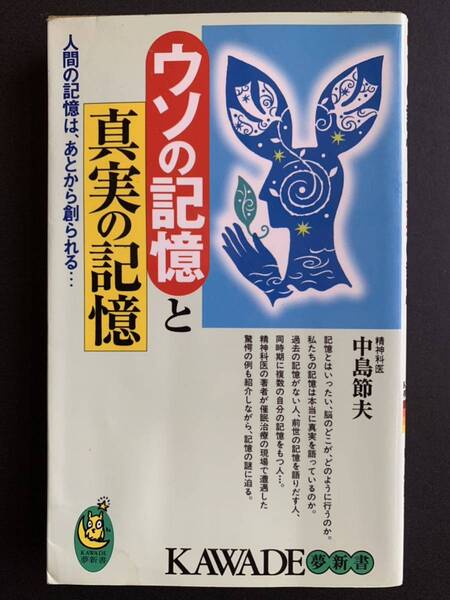 人間の記憶は、あとから創られる…
ウソの記憶と
真実の記憶
精神科医
中島節夫
記憶とはいったい、脳のどこが、どのように行うのか。
私たちの記憶は本当に真実を語っているのか。
過去の記憶がない人、前世の記憶を語りだす人、
同時期に複数の自分の記憶をもつ人…。
精神科医の著者が催眠治療の現場で遭遇した
驚愕の例も紹介しながら、記憶の謎に迫る。
KAWADE
夢新書
KAWADE夢新書